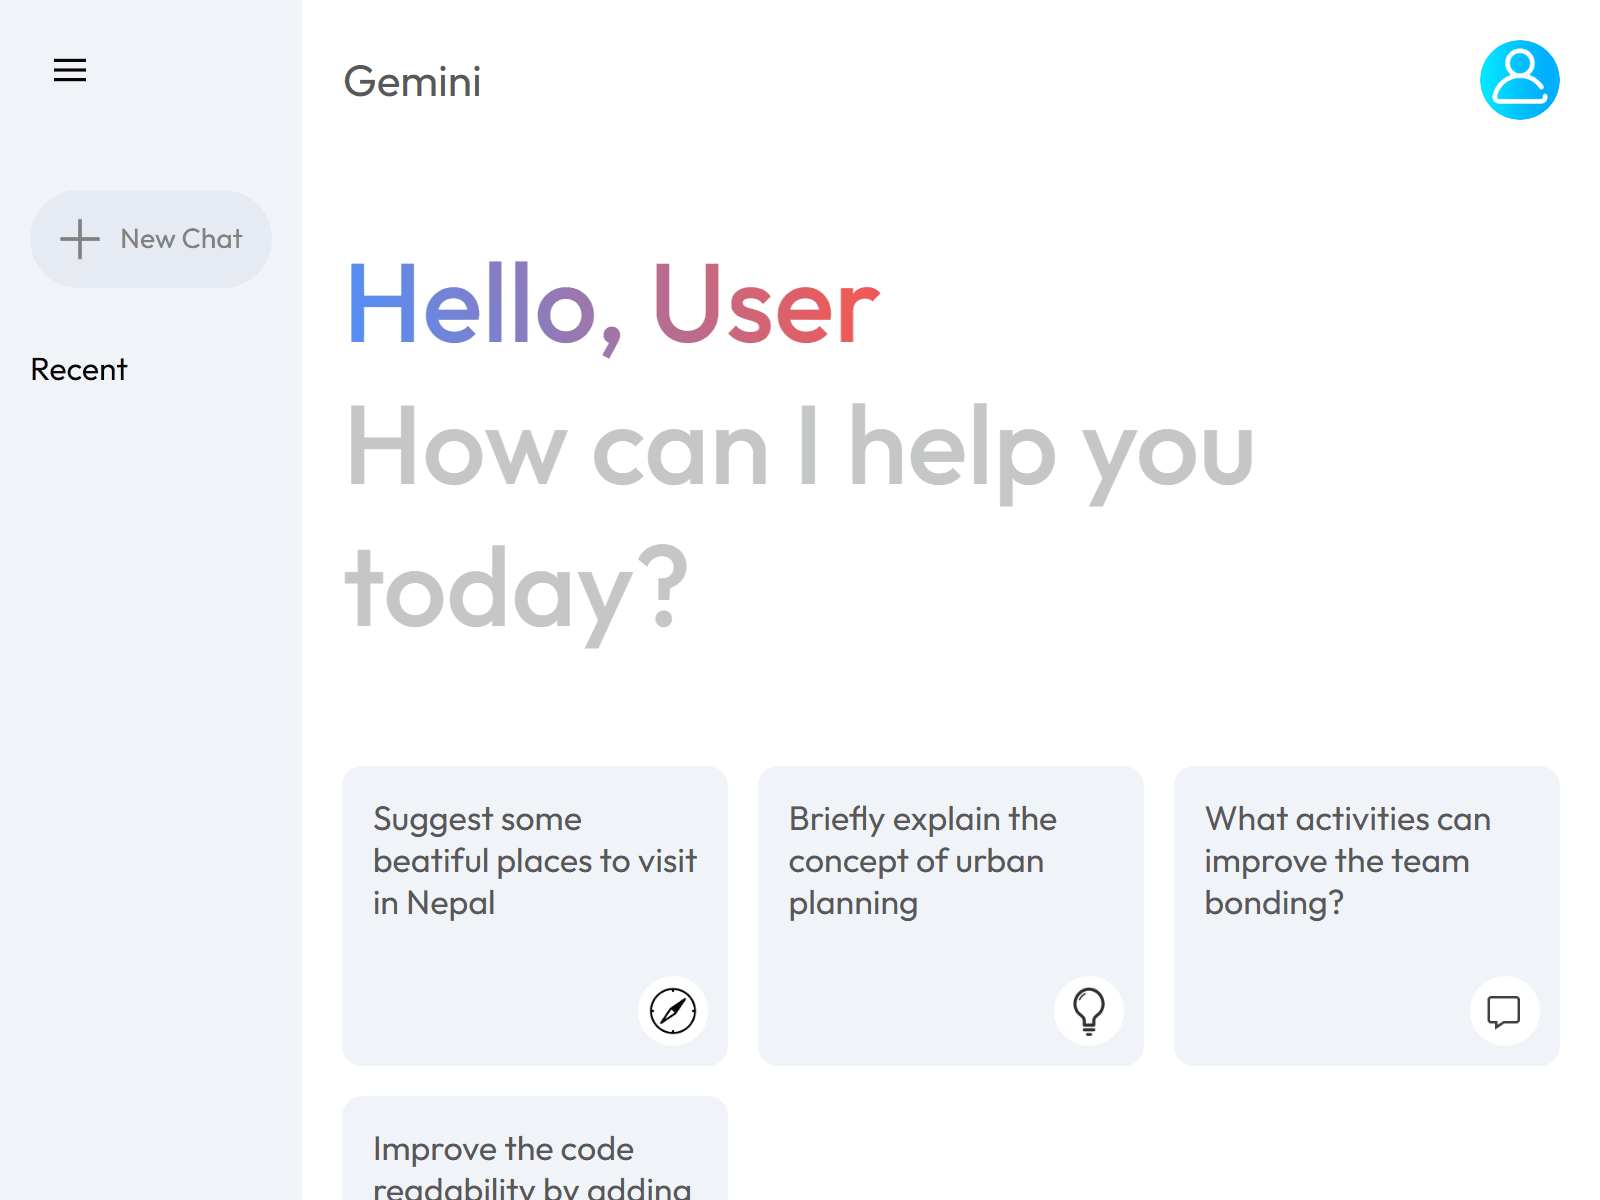 Gemini
New Chat
Recent
Hello, User
How can I help you
today?
Suggest some
beatiful places to visit
in Nepal
Briefly explain the
concept of urban
planning
What activities can
improve the team
bonding?
Improve the code
readability by adding